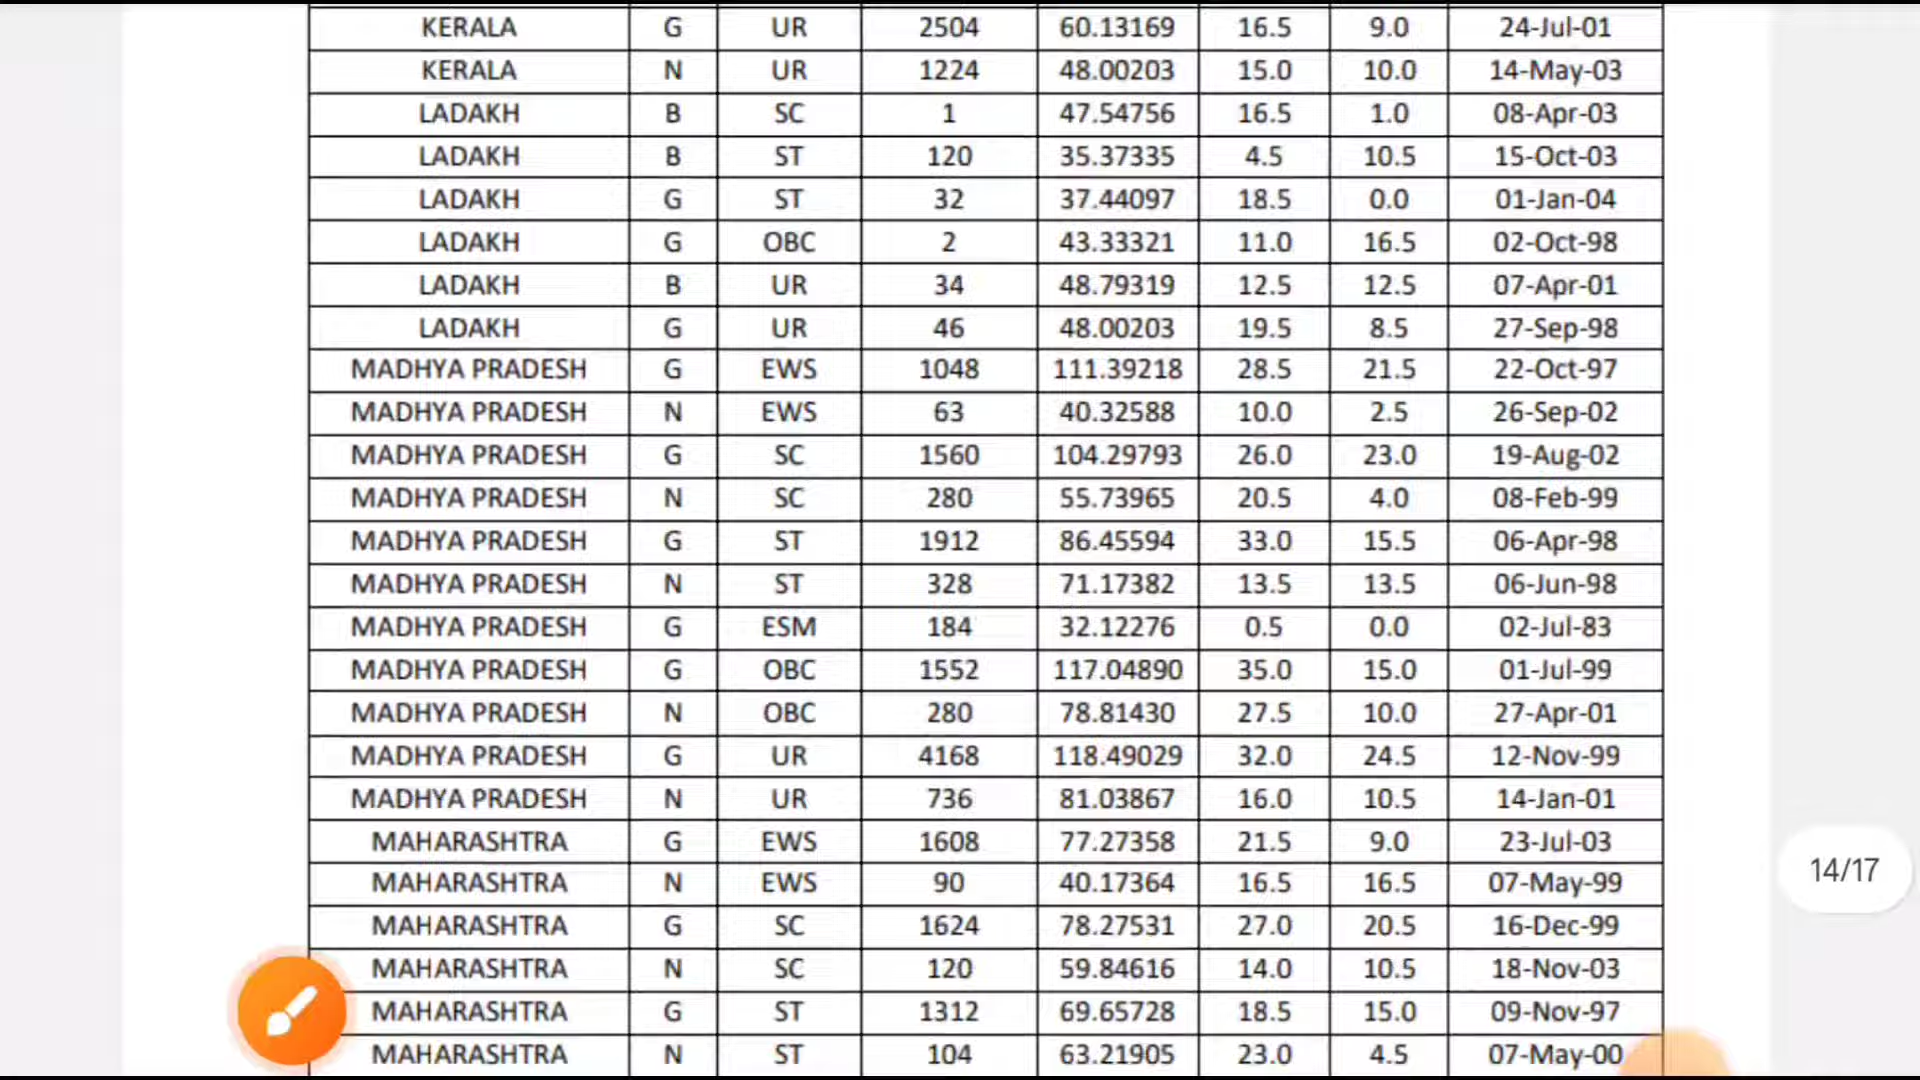 KERALA G UR 2504 60.13169 16.5 9.0 24-Jul-01
KERALA N UR 1224 48.00203 15.0 10.0 14-May-03
LADAKH B SC 1 47.54756 16.5 1.0 08-Apr-03
LADAKH B ST 120 35.37335 4.5 10.5 15-Oct-03
LADAKH G ST 32 37.44097 18.5 0.0 01-Jan-04
LADAKH G OBC 2 43.33321 11.0 16.5 02-Oct-98
LADAKH B UR 34 48.79319 12.5 12.5 07-Apr-01
LADAKH G UR 46 48.00203 19.5 8.5 27-Sep-98
MADHYA PRADESH G EWS 1048 111.39218 28.5 21.5 22-Oct-97
MADHYA PRADESH N EWS 63 40.32588 10.0 2.5 26-Sep-02
MADHYA PRADESH G SC 1560 104.29793 26.0 23.0 19-Aug-02
MADHYA PRADESH N SC 280 55.73965 20.5 4.0 08-Feb-99
MADHYA PRADESH G ST 1912 86.45594 33.0 15.5 06-Apr-98
MADHYA PRADESH N ST 328 71.17382 13.5 13.5 06-Jun-98
MADHYA PRADESH G ESM 184 32.12276 0.5 0.0 02-Jul-83
MADHYA PRADESH G OBC 1552 117.04890 35.0 15.0 01-Jul-99
MADHYA PRADESH N OBC 280 78.81430 27.5 10.0 27-Apr-01
MADHYA PRADESH G UR 4168 118.49029 32.0 24.5 12-Nov-99
MADHYA PRADESH N UR 736 81.03867 16.0 10.5 14-Jan-01
MAHARASHTRA G EWS 1608 77.27358 21.5 9.0 23-Jul-03
14/17
MAHARASHTRA N EWS 90 40.17364 16.5 16.5 07-May-99
MAHARASHTRA G SC 1624 78.27531 27.0 20.5 16-Dec-99
MAHARASHTRA N SC 120 59.84616 14.0 10.5 18-Nov-03
MAHARASHTRA G ST 1312 69.65728 18.5 15.0 09-Nov-97
MAHARASHTRA N ST 104 63.21905 23.0 4.5 07-May-00